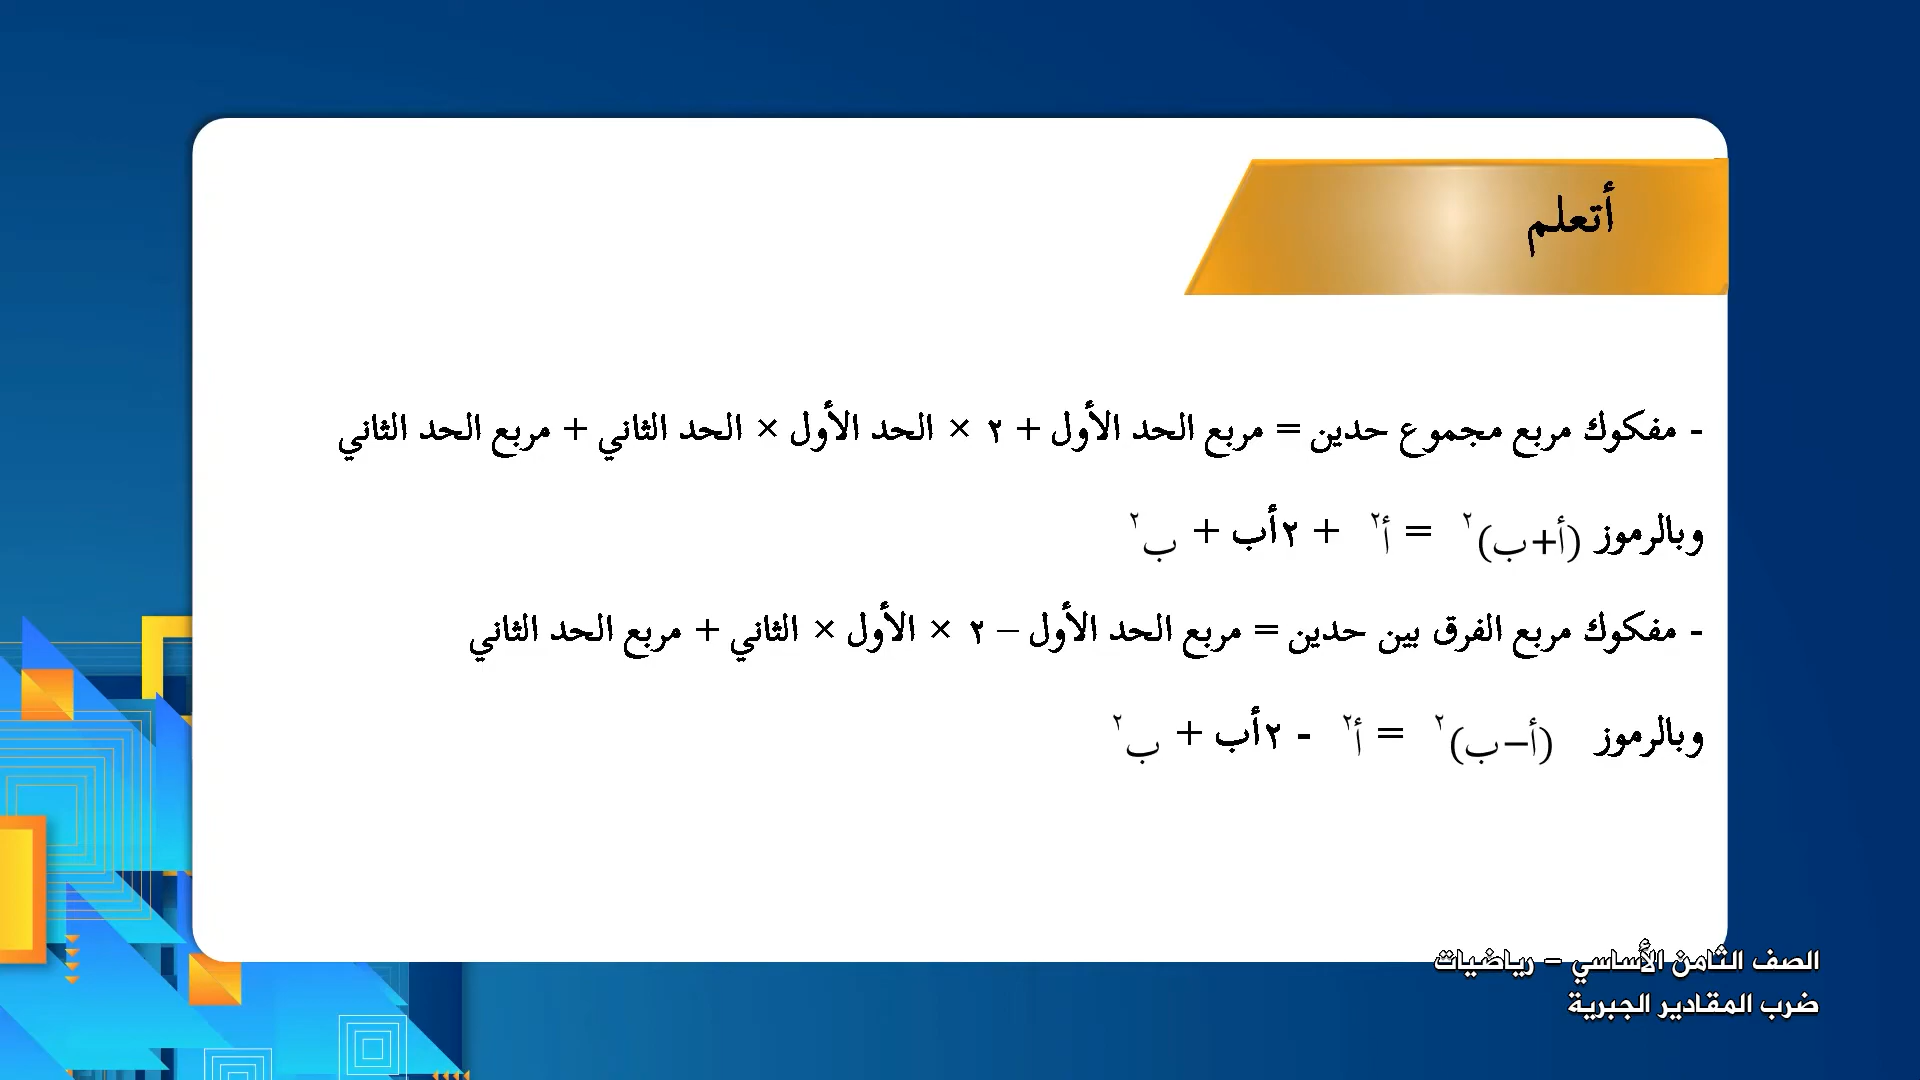 أتعلم
- مفكوك مربع مجموع حدين = مربع الحد الأول + ٢ × الحد الأول × الحد الثاني + مربع الحد الثاني
وبالرموز (أ+ب)٢ = أ٢ + ٢أب + ب٢
- مفكوك مربع الفرق بين حدين = مربع الحد الأول – ٢ × الأول × الثاني + مربع الحد الثاني
وبالرموز (أ–ب)٢ = أ٢ - ٢أب + ب٢
الصف الثامن الأساسي – رياضيات
ضرب المقادير الجبرية